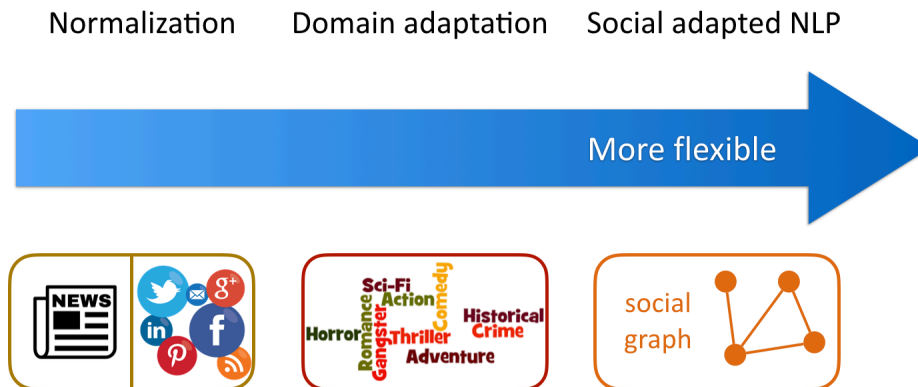 Normalization
Domain adaptation
Social adapted NLP
More flexible
NEWS
g+
in
f
Sci-Fi
Action
Comedy
Romance
Gangster
Horror
Thriller
Historical
Crime
Adventure
social
graph